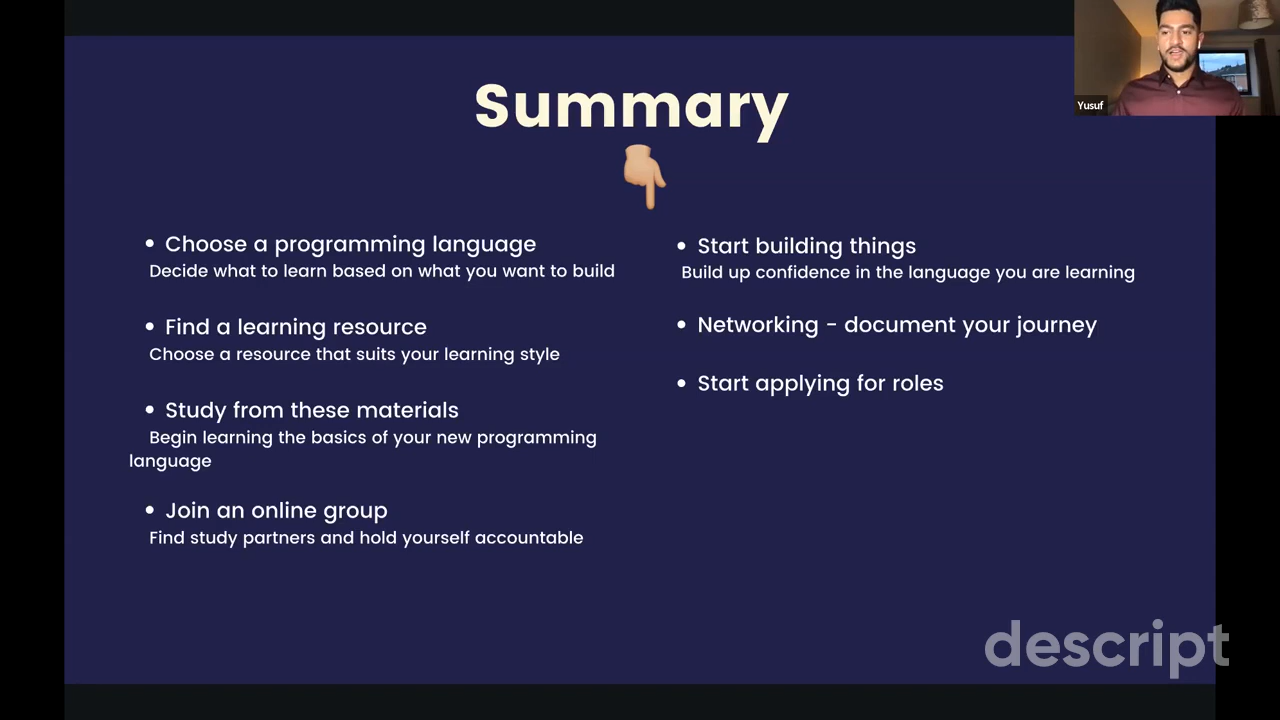 Summary
• Choose a programming language
Decide what to learn based on what you want to build
• Find a learning resource
Choose a resource that suits your learning style
• Study from these materials
Begin learning the basics of your new programming
language
• Join an online group
Find study partners and hold yourself accountable
• Start building things
Build up confidence in the language you are learning
• Networking - document your journey
• Start applying for roles
Yusuf
descript